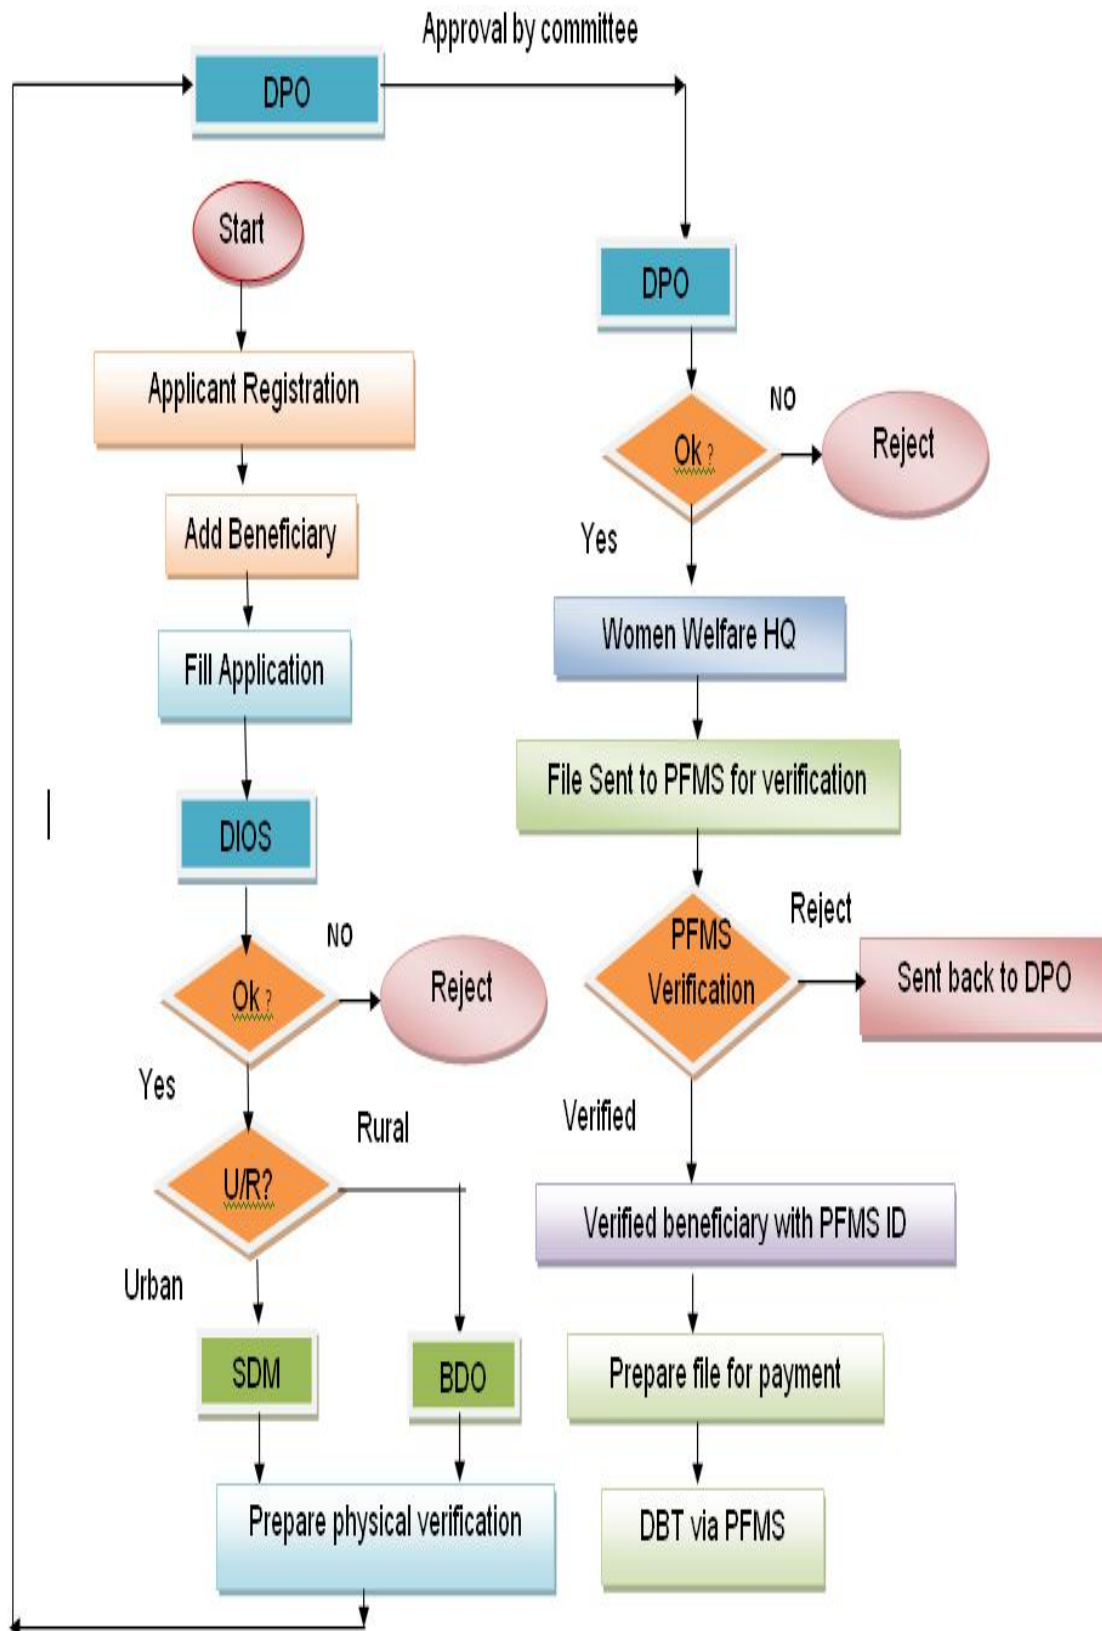 Approval by committee
DPO
Start
Applicant Registration
Add Beneficiary
Fill Application
DIOS
Ok ?
NO
Reject
Yes
U/R?
Rural
Urban
SDM
BDO
Prepare physical verification
DPO
Ok ?
NO
Reject
Yes
Women Welfare HQ
File Sent to PFMS for verification
PFMS
Verification
Reject
Sent back to DPO
Verified
Verified beneficiary with PFMS ID
Prepare file for payment
DBT via PFMS